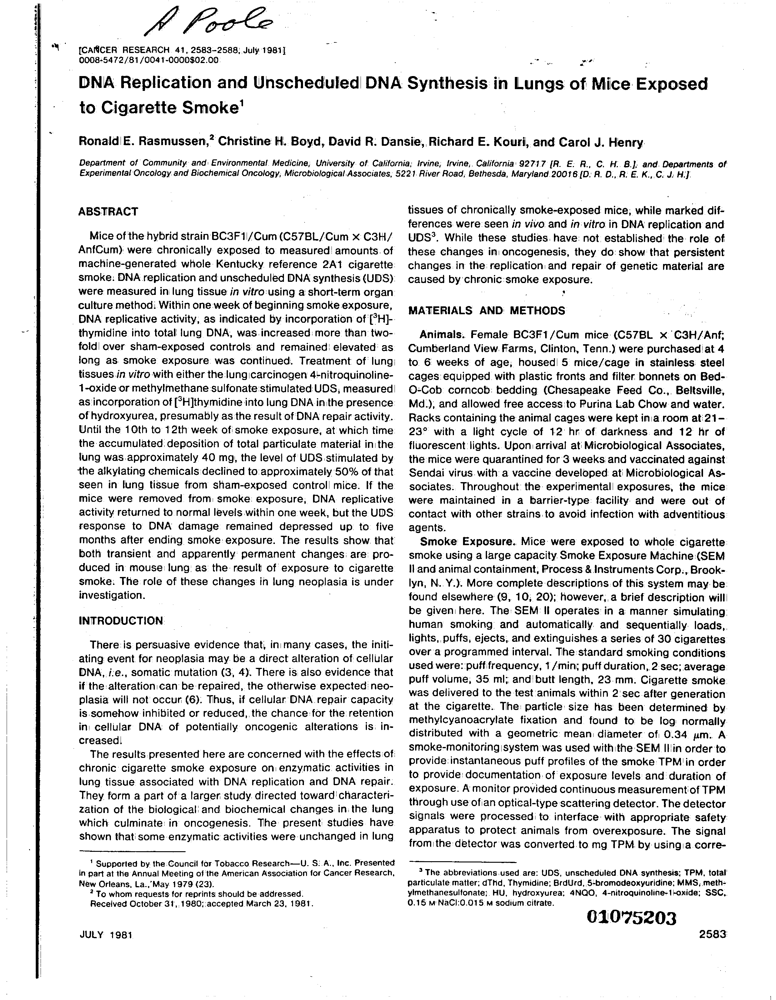 A Poole
[CANCER RESEARCH 41, 2583-2588, July 1981]
0008-5472/81/0041-0000$02.00
DNA Replication and Unscheduled DNA Synthesis in Lungs of Mice Exposed
to Cigarette Smoke¹
Ronald E. Rasmussen,² Christine H. Boyd, David R. Dansie, Richard E. Kouri, and Carol J. Henry
Department of Community and Environmental Medicine, University of California, Irvine, Irvine, California 92717 [R. E. R., C. H. B.], and Departments of
Experimental Oncology and Biochemical Oncology, Microbiological Associates, 5221 River Road, Bethesda, Maryland 20016 [D. R. D., R. E. K., C. J. H.]
ABSTRACT
Mice of the hybrid strain BC3F1/Cum (C57BL/Cum × C3H/
AnfCum) were chronically exposed to measured amounts of
machine-generated whole Kentucky reference 2A1 cigarette
smoke. DNA replication and unscheduled DNA synthesis (UDS)
were measured in lung tissue in vitro using a short-term organ
culture method. Within one week of beginning smoke exposure,
DNA replicative activity, as indicated by incorporation of [³H]-
thymidine into total lung DNA, was increased more than two-
fold over sham-exposed controls and remained elevated as
long as smoke exposure was continued. Treatment of lung
tissues in vitro with either the lung carcinogen 4-nitroquinoline-
1-oxide or methylmethane sulfonate stimulated UDS, measured
as incorporation of [³H]thymidine into lung DNA in the presence
of hydroxyurea, presumably as the result of DNA repair activity.
Until the 10th to 12th week of smoke exposure, at which time
the accumulated deposition of total particulate material in the
lung was approximately 40 mg, the level of UDS stimulated by
the alkylating chemicals declined to approximately 50% of that
seen in lung tissue from sham-exposed control mice. If the
mice were removed from smoke exposure, DNA replicative
activity returned to normal levels within one week, but the UDS
response to DNA damage remained depressed up to five
months after ending smoke exposure. The results show that
both transient and apparently permanent changes are pro-
duced in mouse lung as the result of exposure to cigarette
smoke. The role of these changes in lung neoplasia is under
investigation.
INTRODUCTION
There is persuasive evidence that, in many cases, the initi-
ating event for neoplasia may be a direct alteration of cellular
DNA, i.e., somatic mutation (3, 4). There is also evidence that
if the alteration can be repaired, the otherwise expected neo-
plasia will not occur (6). Thus, if cellular DNA repair capacity
is somehow inhibited or reduced, the chance for the retention
in cellular DNA of potentially oncogenic alterations is in-
creased.
The results presented here are concerned with the effects of
chronic cigarette smoke exposure on enzymatic activities in
lung tissue associated with DNA replication and DNA repair.
They form a part of a larger study directed toward characteri-
zation of the biological and biochemical changes in the lung
which culminate in oncogenesis. The present studies have
shown that some enzymatic activities were unchanged in lung
¹ Supported by the Council for Tobacco Research—U. S. A., Inc. Presented
in part at the Annual Meeting of the American Association for Cancer Research,
New Orleans, La., May 1979 (23).
² To whom requests for reprints should be addressed.
Received October 31, 1980; accepted March 23, 1981.
tissues of chronically smoke-exposed mice, while marked dif-
ferences were seen in vivo and in vitro in DNA replication and
UDS³. While these studies have not established the role of
these changes in oncogenesis, they do show that persistent
changes in the replication and repair of genetic material are
caused by chronic smoke exposure.
MATERIALS AND METHODS
Animals. Female BC3F1/Cum mice (C57BL × C3H/Anf;
Cumberland View Farms, Clinton, Tenn.) were purchased at 4
to 6 weeks of age, housed 5 mice/cage in stainless steel
cages equipped with plastic fronts and filter bonnets on Bed-
O-Cob corncob bedding (Chesapeake Feed Co., Beltsville,
Md.), and allowed free access to Purina Lab Chow and water.
Racks containing the animal cages were kept in a room at 21–
23° with a light cycle of 12 hr of darkness and 12 hr of
fluorescent lights. Upon arrival at Microbiological Associates,
the mice were quarantined for 3 weeks and vaccinated against
Sendai virus with a vaccine developed at Microbiological As-
sociates. Throughout the experimental exposures, the mice
were maintained in a barrier-type facility and were out of
contact with other strains to avoid infection with adventitious
agents.
Smoke Exposure. Mice were exposed to whole cigarette
smoke using a large capacity Smoke Exposure Machine (SEM
II and animal containment, Process & Instruments Corp., Brook-
lyn, N. Y.). More complete descriptions of this system may be
found elsewhere (9, 10, 20); however, a brief description will
be given here. The SEM II operates in a manner simulating
human smoking and automatically and sequentially loads,
lights, puffs, ejects, and extinguishes a series of 30 cigarettes
over a programmed interval. The standard smoking conditions
used were: puff frequency, 1/min; puff duration, 2 sec; average
puff volume, 35 ml; and butt length, 23 mm. Cigarette smoke
was delivered to the test animals within 2 sec after generation
at the cigarette. The particle size has been determined by
methylcyanoacrylate fixation and found to be log normally
distributed with a geometric mean diameter of 0.34 μm. A
smoke-monitoring system was used with the SEM II in order to
provide instantaneous puff profiles of the smoke TPM in order
to provide documentation of exposure levels and duration of
exposure. A monitor provided continuous measurement of TPM
through use of an optical-type scattering detector. The detector
signals were processed to interface with appropriate safety
apparatus to protect animals from overexposure. The signal
from the detector was converted to mg TPM by using a corre-
³ The abbreviations used are: UDS, unscheduled DNA synthesis; TPM, total
particulate matter; dThd, Thymidine; BrdUrd, 5-bromodeoxyuridine; MMS, meth-
ylmethanesulfonate; HU, hydroxyurea; 4NQO, 4-nitroquinoline-1-oxide; SSC,
0.15 M NaCl:0.015 M sodium citrate.
01075203
JULY 1981
2583